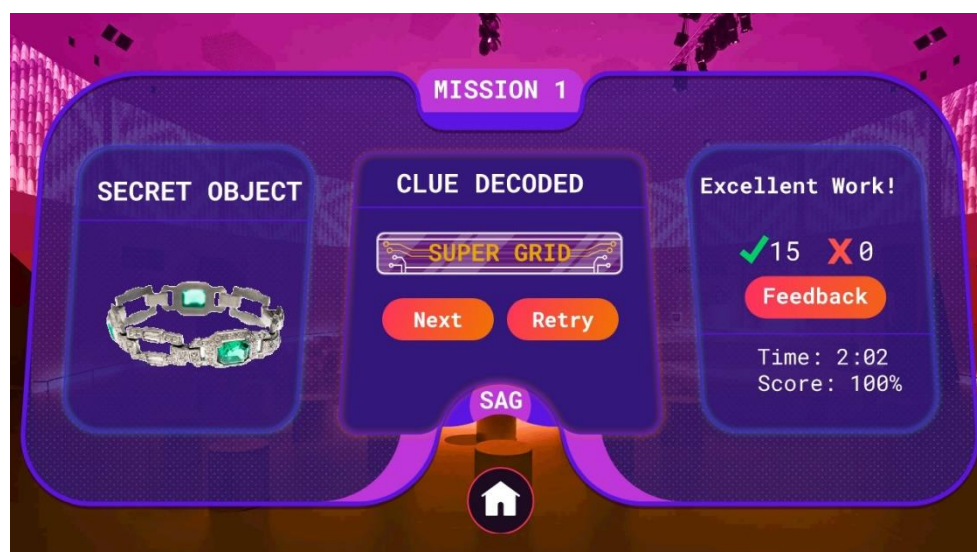 MISSION 1
SECRET OBJECT
CLUE DECODED
SUPER GRID
Next
Retry
SAG
Excellent Work!
15 0
Feedback
Time: 2:02
Score: 100%